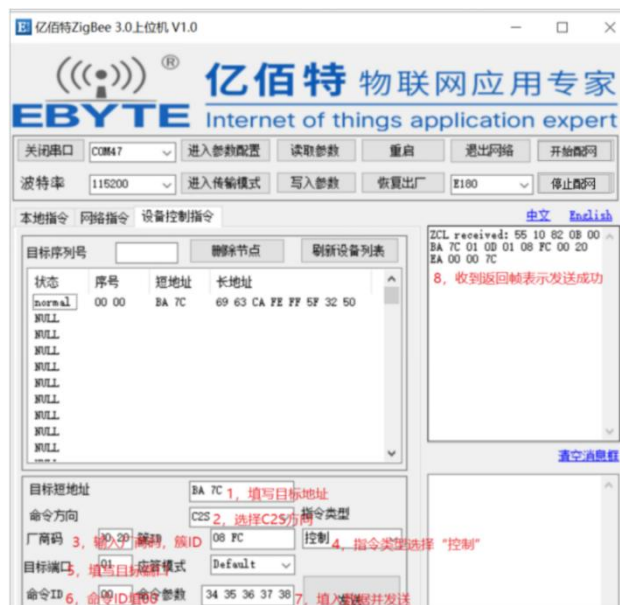 亿佰特ZigBee 3.0上位机 V1.0
®
亿佰特 物联网应用专家
EBYTE Internet of things application expert
关闭串口 COM47 进入参数配置 读取参数 重启 退出网络 开始配网
波特率 115200 进入传输模式 写入参数 恢复出厂 E180 停止配网
本地指令 网络指令 设备控制指令 中文 English
目标序列号 删除节点 刷新设备列表
状态 序号 短地址 长地址
normal 00 00 BA 7C 69 63 CA FE FF 5F 32 50
NULL
NULL
NULL
NULL
NULL
NULL
NULL
NULL
NULL
ZCL received: 55 10 82 0B 00
BA 7C 01 0D 01 08 FC 00 20
EA 00 00 7C
8，收到返回帧表示发送成功
清空消息框
目标短地址 BA 7C 1，填写目标地址
命令方向 C2S 2，选择C2S方向 指令类型
厂商码 20 3，输入厂商码，簇ID 08 FC 控制 4，指令类型选择“控制”
目标端口 01 应答模式 Default
5，填写目标端口
命令ID 00 命令参数 34 35 36 37 38
6，命令ID填00 7，填入数据并发送